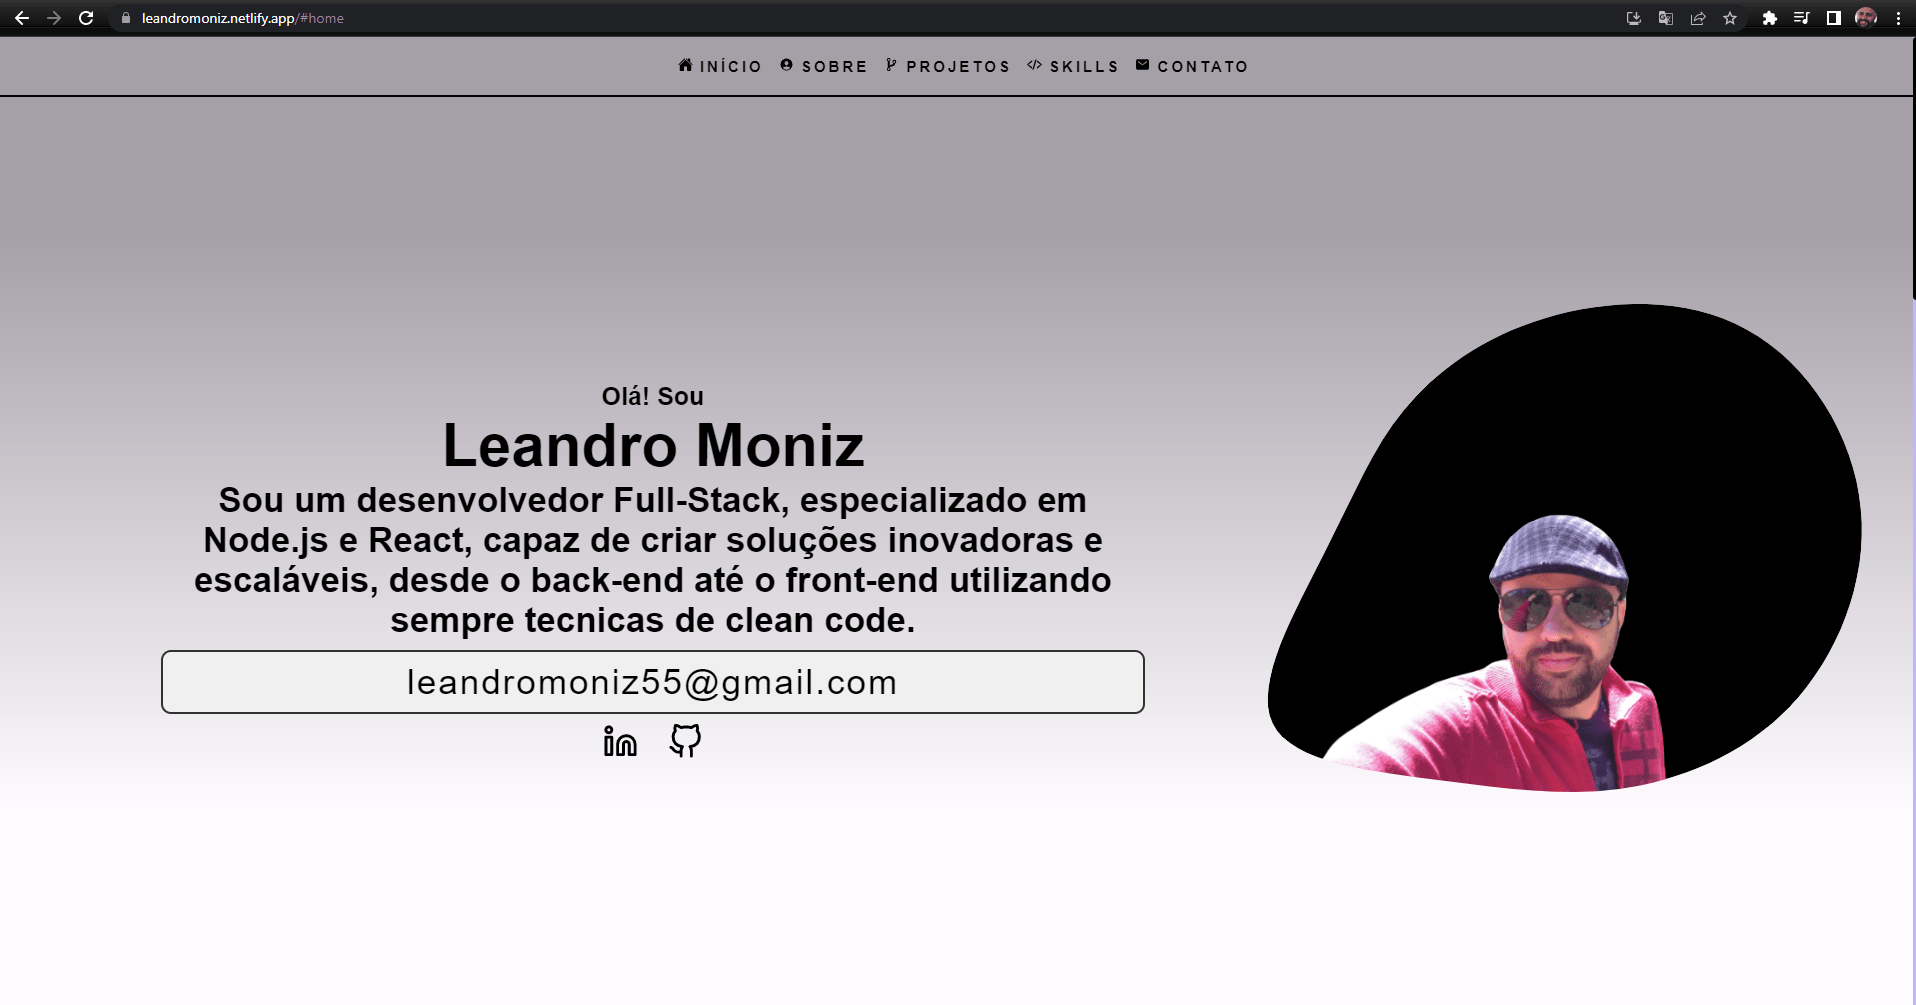 leandromoniz.netlify.app/#home
INÍCIO SOBRE PROJETOS SKILLS CONTATO
Olá! Sou
Leandro Moniz
Sou um desenvolvedor Full-Stack, especializado em
Node.js e React, capaz de criar soluções inovadoras e
escaláveis, desde o back-end até o front-end utilizando
sempre tecnicas de clean code.
leandromoniz55@gmail.com